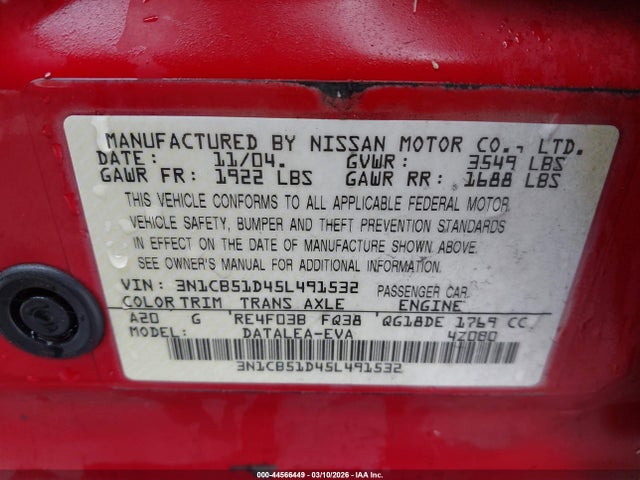 MANUFACTURED BY NISSAN MOTOR CO., LTD.
DATE: 11/04. GVWR: 3549 LBS
GAWR FR: 1922 LBS GAWR RR: 1688 LBS
THIS VEHICLE CONFORMS TO ALL APPLICABLE FEDERAL MOTOR
VEHICLE SAFETY, BUMPER AND THEFT PREVENTION STANDARDS
IN EFFECT ON THE DATE OF MANUFACTURE SHOWN ABOVE.
SEE OWNER'S MANUAL FOR ADDITIONAL INFORMATION.
VIN: 3N1CB51D45L491532 PASSENGER CAR
COLOR TRIM TRANS AXLE ENGINE
A20 G RE4F03B FQ38 QG18DE 1769 CC
MODEL: DATALEA-EVA 4Z080
3N1CB51D45L491532
000-44566449 - 03/10/2026 - IAA Inc.